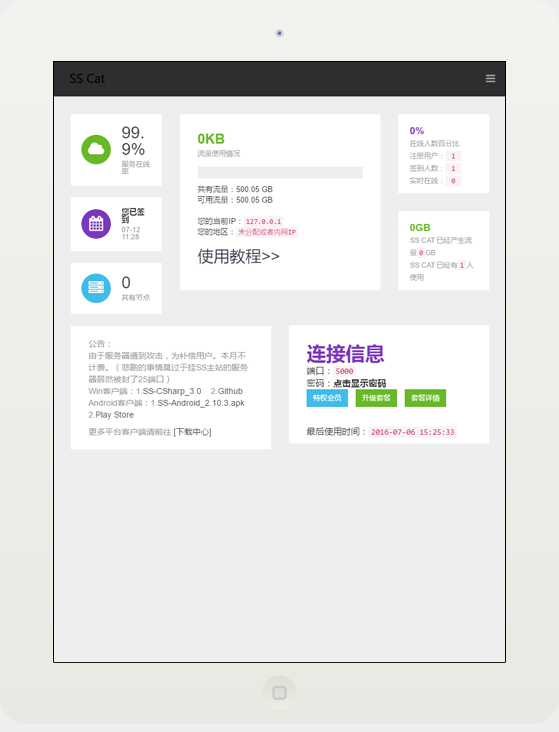 SS Cat
99.
9%
服务在线
率
您已签
到
07-12
11:28
0
共有节点
0KB
流量使用情况
共有流量：500.05 GB
可用流量：500.05 GB
您的当前IP：127.0.0.1
您的地区：未分配或者内网IP
使用教程>>
0%
在线人数百分比
注册用户：1
签到人数：1
实时在线：0
0GB
SS CAT 已经产生流
量0GB
SS CAT 已经有1人
使用
公告：
由于服务器遭到攻击，为补偿用户。本月不
计费。（悲剧的事情莫过于挂SS主站的服务
器居然被封了25端口）
Win客户端：1.SS-CSharp_3.0 2.Github
Android客户端：1.SS-Android_2.10.3.apk
2.Play Store
更多平台客户端请前往 [下载中心]
连接信息
端口：5000
密码：点击显示密码
特权会员 升级套餐 套餐详情
最后使用时间：2016-07-06 15:25:33